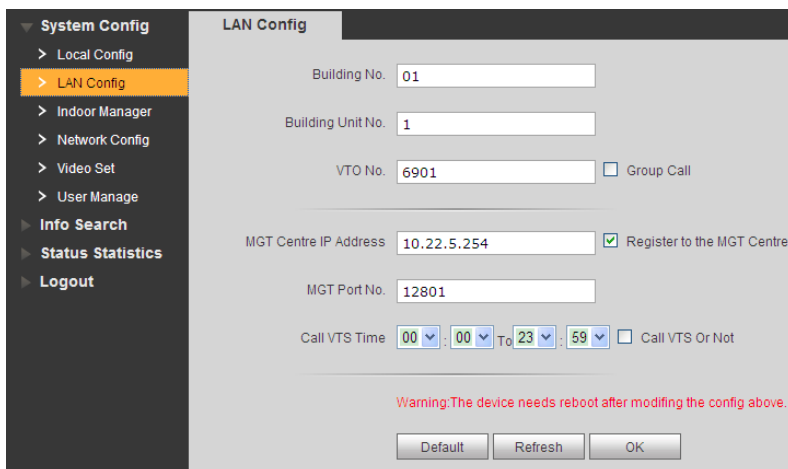 System Config
> Local Config
> LAN Config
> Indoor Manager
> Network Config
> Video Set
> User Manage
Info Search
Status Statistics
Logout
LAN Config
Building No. 01
Building Unit No. 1
VTO No. 6901 Group Call
MGT Centre IP Address 10.22.5.254 Register to the MGT Centre
MGT Port No. 12801
Call VTS Time 00 : 00 To 23 : 59 Call VTS Or Not
Warning:The device needs reboot after modifing the config above.
Default Refresh OK